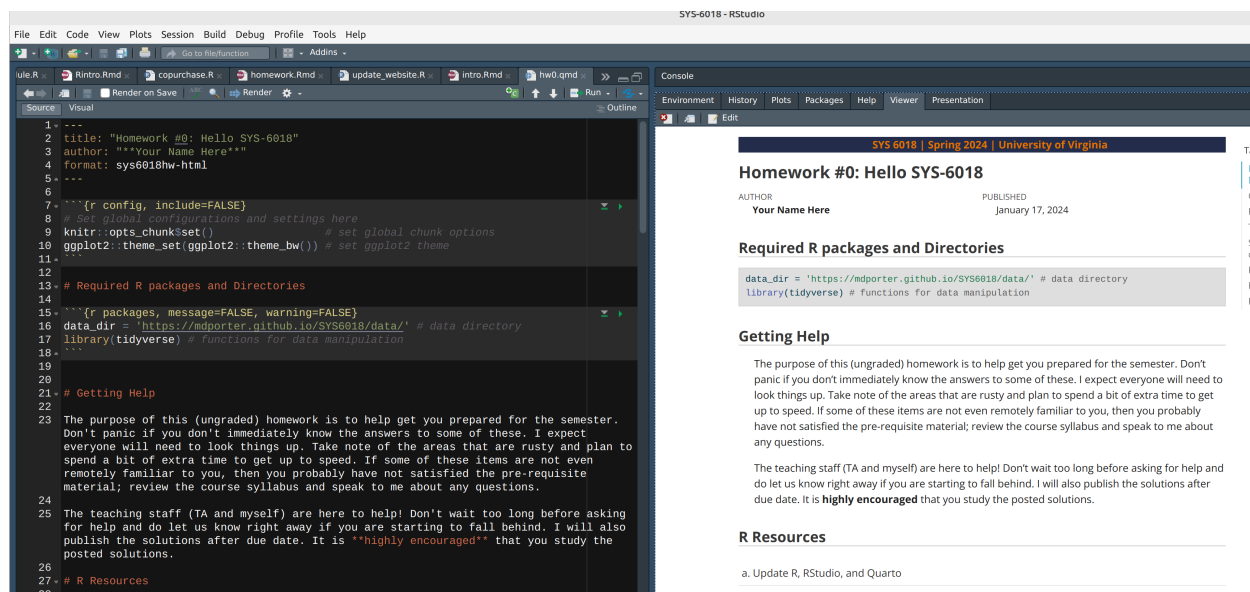 SYS-6018 - RStudio
File Edit Code View Plots Session Build Debug Profile Tools Help
Go to file/function Addins
lule.R Rintro.Rmd copurchase.R homework.Rmd update_website.R intro.Rmd hw0.qmd
Render on Save ABC Render Run
Source Visual Outline
1 ---
2 title: "Homework #0: Hello SYS-6018"
3 author: "**Your Name Here**"
4 format: sys6018hw-html
5 ---
6
7 ```{r config, include=FALSE}
8 # Set global configurations and settings here
9 knitr::opts_chunk$set() # set global chunk options
10 ggplot2::theme_set(ggplot2::theme_bw()) # set ggplot2 theme
11 ```
12
13 # Required R packages and Directories
14
15 ```{r packages, message=FALSE, warning=FALSE}
16 data_dir = 'https://mdporter.github.io/SYS6018/data/' # data directory
17 library(tidyverse) # functions for data manipulation
18 ```
19
20
21 # Getting Help
22
23 The purpose of this (ungraded) homework is to help get you prepared for the semester.
Don't panic if you don't immediately know the answers to some of these. I expect
everyone will need to look things up. Take note of the areas that are rusty and plan to
spend a bit of extra time to get up to speed. If some of these items are not even
remotely familiar to you, then you probably have not satisfied the pre-requisite
material; review the course syllabus and speak to me about any questions.
24
25 The teaching staff (TA and myself) are here to help! Don't wait too long before asking
for help and do let us know right away if you are starting to fall behind. I will also
publish the solutions after due date. It is **highly encouraged** that you study the
posted solutions.
26
27 # R Resources
Console
Environment History Plots Packages Help Viewer Presentation
Edit
SYS 6018 | Spring 2024 | University of Virginia
Homework #0: Hello SYS-6018
AUTHOR PUBLISHED
Your Name Here January 17, 2024
Required R packages and Directories
data_dir = 'https://mdporter.github.io/SYS6018/data/' # data directory
library(tidyverse) # functions for data manipulation
Getting Help
The purpose of this (ungraded) homework is to help get you prepared for the semester. Don't
panic if you don't immediately know the answers to some of these. I expect everyone will need to
look things up. Take note of the areas that are rusty and plan to spend a bit of extra time to get
up to speed. If some of these items are not even remotely familiar to you, then you probably
have not satisfied the pre-requisite material; review the course syllabus and speak to me about
any questions.
The teaching staff (TA and myself) are here to help! Don't wait too long before asking for help and
do let us know right away if you are starting to fall behind. I will also publish the solutions after
due date. It is highly encouraged that you study the posted solutions.
R Resources
a. Update R, RStudio, and Quarto